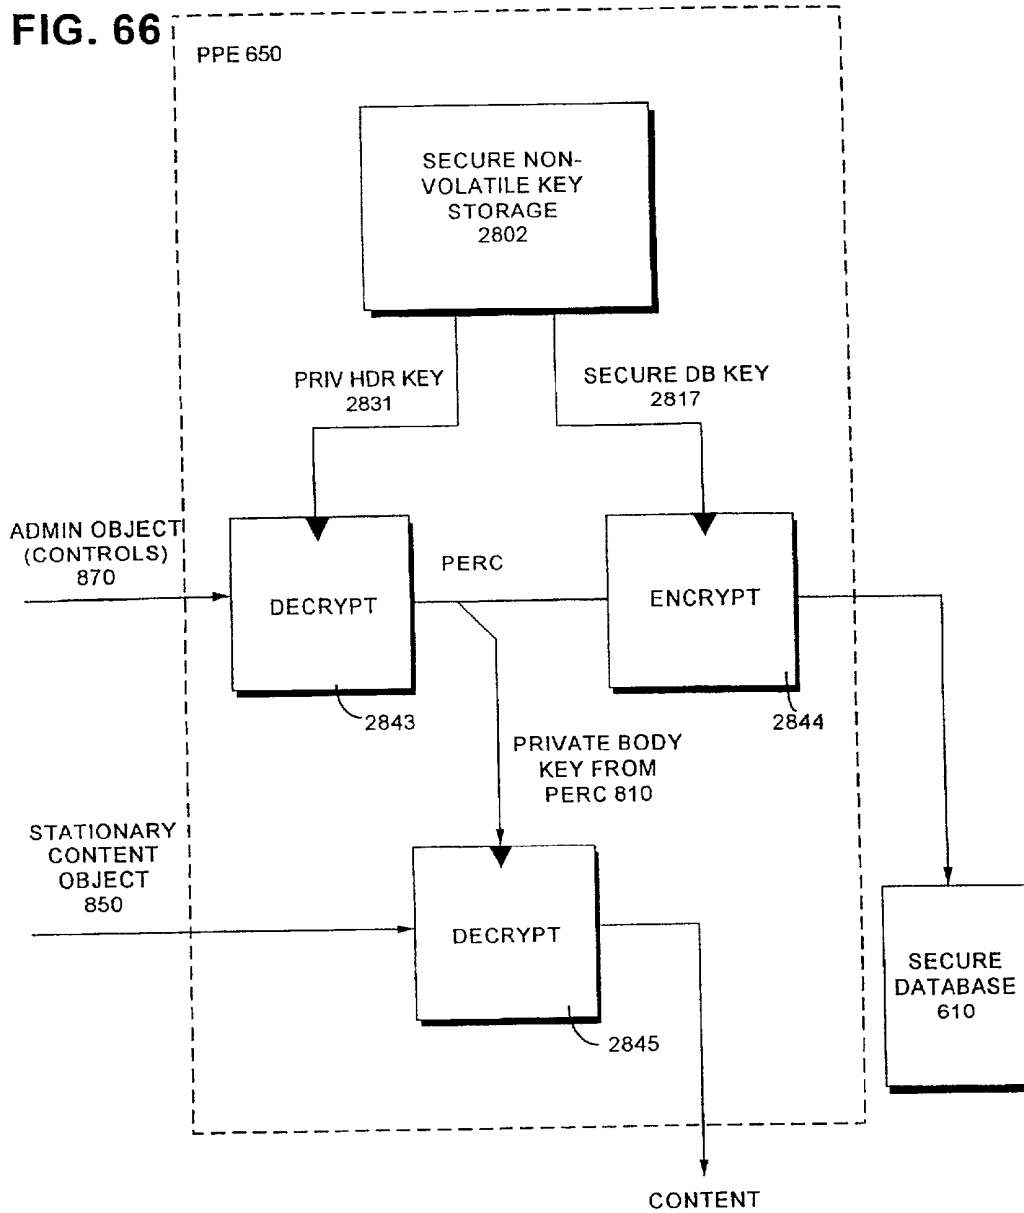 FIG. 66
PPE 650
SECURE NON-
VOLATILE KEY
STORAGE
2802
PRIV HDR KEY
2831
SECURE DB KEY
2817
ADMIN OBJECT
(CONTROLS)
870
DECRYPT
PERC
ENCRYPT
2843
2844
PRIVATE BODY
KEY FROM
PERC 810
STATIONARY
CONTENT
OBJECT
850
DECRYPT
2845
SECURE
DATABASE
610
CONTENT